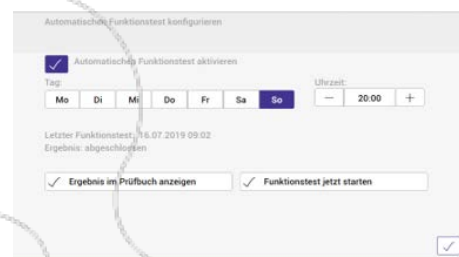 Automatischen Funktionstest konfigurieren
Automatischen Funktionstest aktivieren
Tag:
Uhrzeit:
Mo Di Mi Do Fr Sa So
— 20:00 +
Letzter Funktionstest: 16.07.2019 09:02
Ergebnis: abgeschlossen
Ergebnis im Prüfbuch anzeigen
Funktionstest jetzt starten